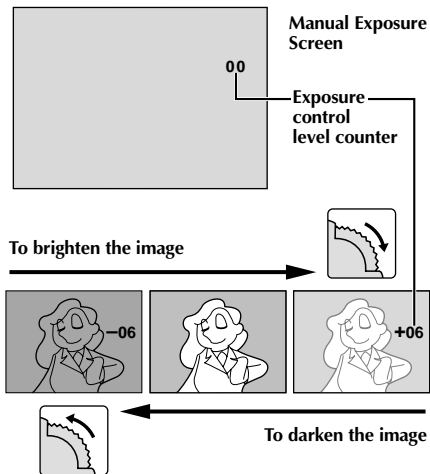 Manual Exposure
Screen
00
Exposure
control
level counter
To brighten the image
–06
+06
To darken the image